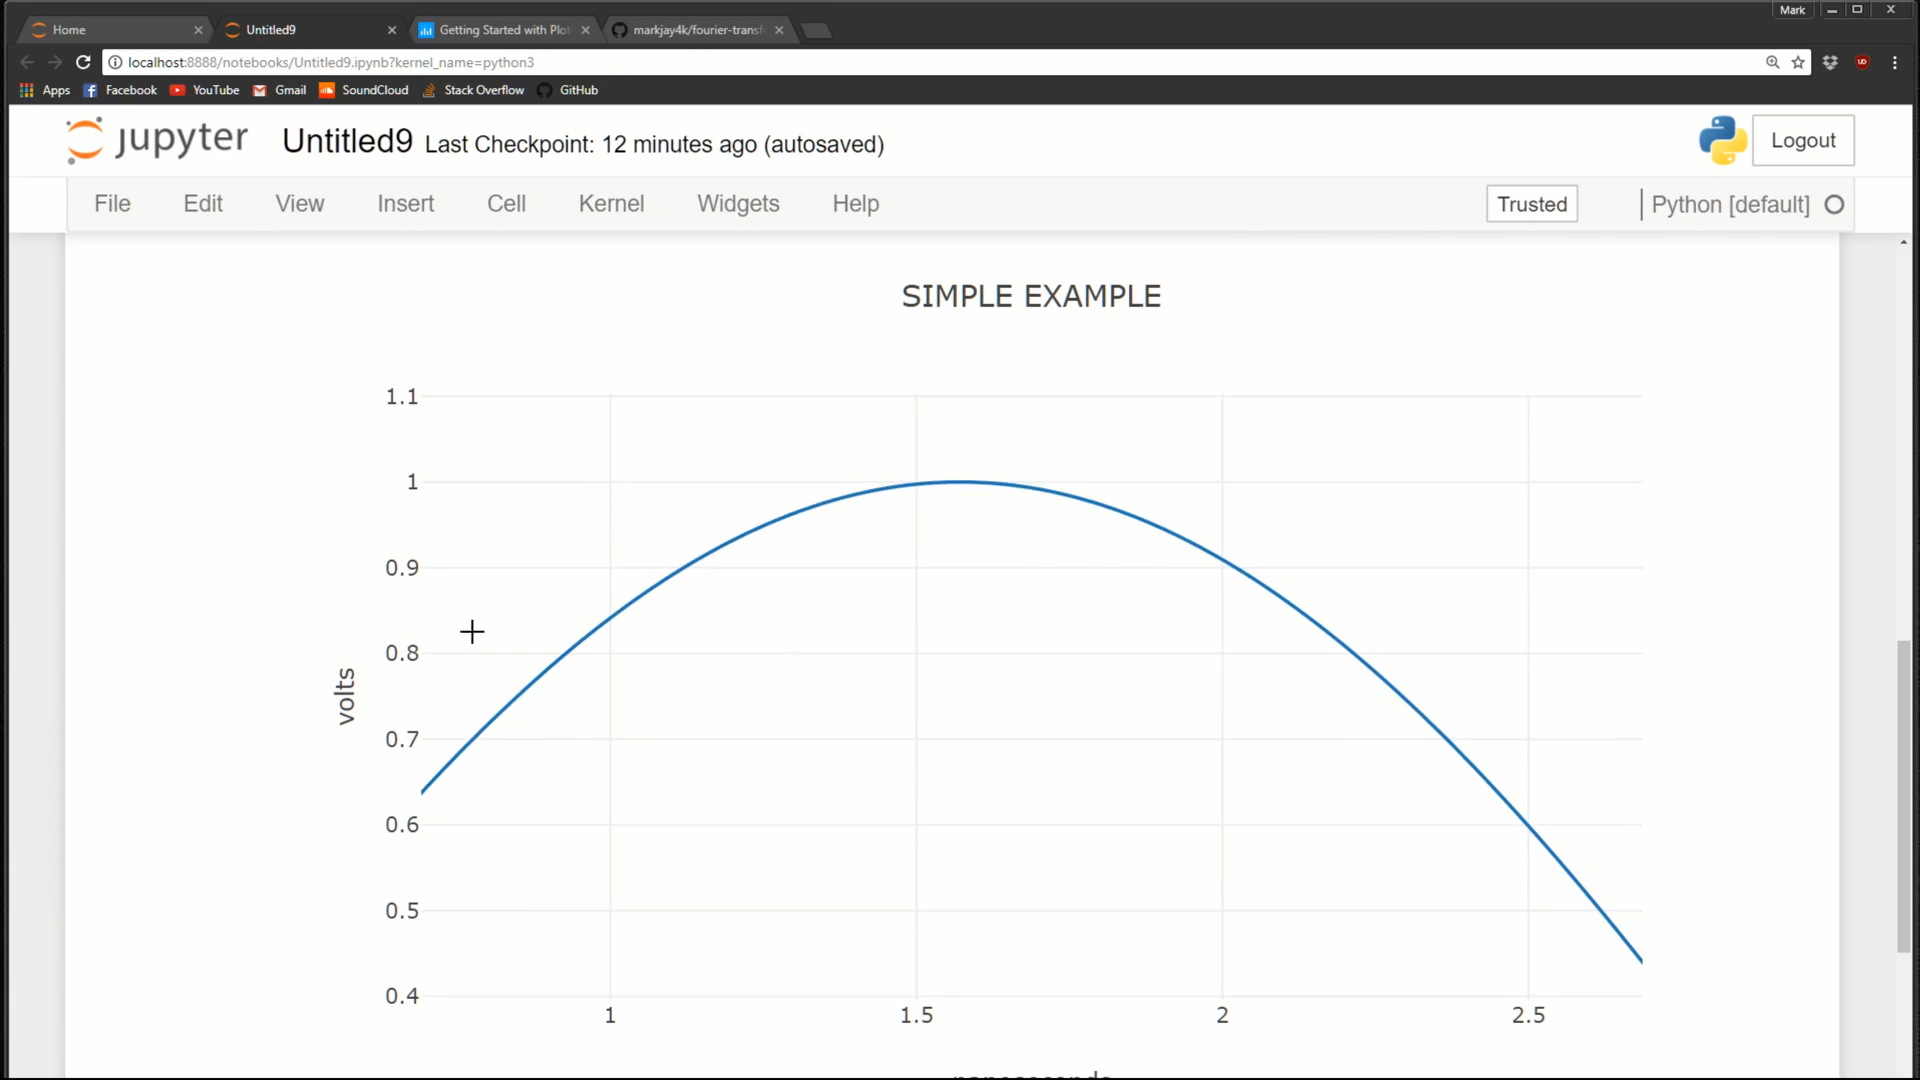 Mark
Home
Untitled9
Getting Started with Plot
markjay4k/fourier-transf
localhost:8888/notebooks/Untitled9.ipynb?kernel_name=python3
Apps Facebook YouTube Gmail SoundCloud Stack Overflow GitHub
jupyter Untitled9 Last Checkpoint: 12 minutes ago (autosaved) Logout
File Edit View Insert Cell Kernel Widgets Help Trusted Python [default]
SIMPLE EXAMPLE
1.1
1
0.9
0.8
volts
0.7
0.6
0.5
0.4
1 1.5 2 2.5
nanoseconds